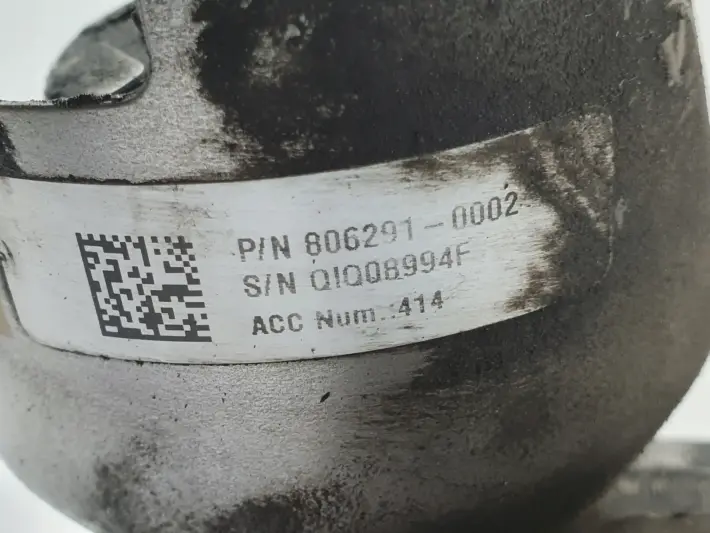 P/N 806291-0002
S/N QIQ08994F
ACC Num.:414